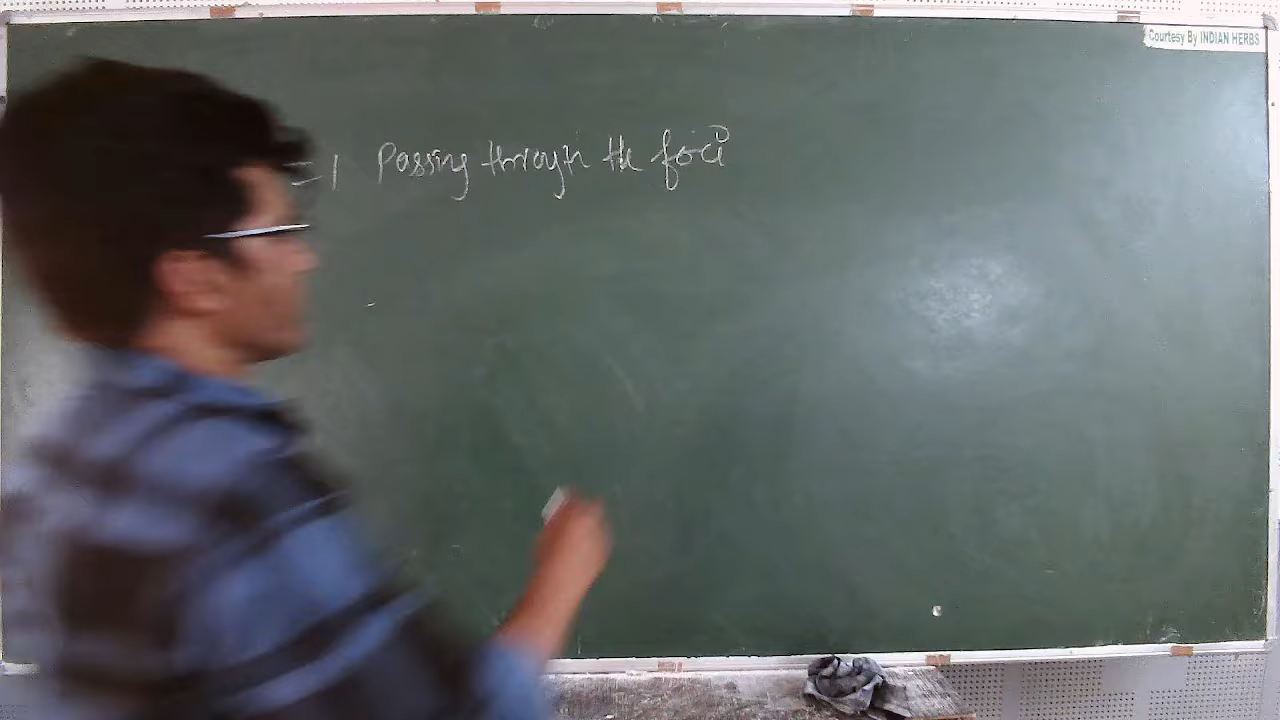 Courtesy By INDIAN HERBS
=1 Passing through the foci